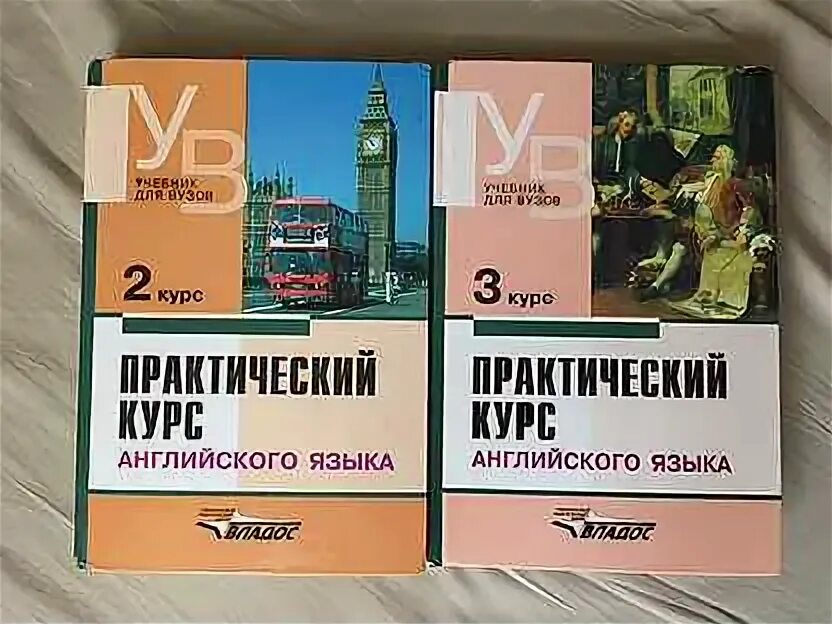 УВ
УЧЕБНИК
ДЛЯ ВУЗОВ
2 курс
ПРАКТИЧЕСКИЙ
КУРС
АНГЛИЙСКОГО ЯЗЫКА
ВЛАДОС
УВ
УЧЕБНИК
ДЛЯ ВУЗОВ
3 курс
ПРАКТИЧЕСКИЙ
КУРС
АНГЛИЙСКОГО ЯЗЫКА
ВЛАДОС